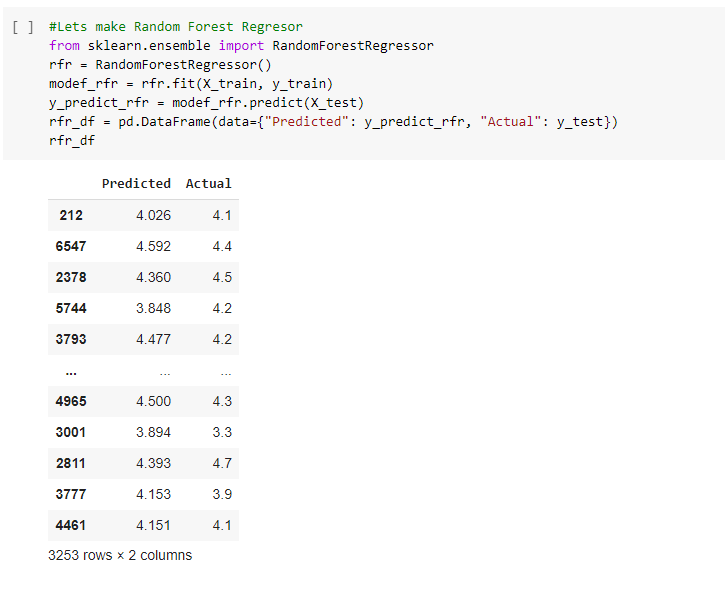 [ ] #Lets make Random Forest Regresor
from sklearn.ensemble import RandomForestRegressor
rfr = RandomForestRegressor()
modef_rfr = rfr.fit(X_train, y_train)
y_predict_rfr = modef_rfr.predict(X_test)
rfr_df = pd.DataFrame(data={"Predicted": y_predict_rfr, "Actual": y_test})
rfr_df
Predicted Actual
212 4.026 4.1
6547 4.592 4.4
2378 4.360 4.5
5744 3.848 4.2
3793 4.477 4.2
... ... ...
4965 4.500 4.3
3001 3.894 3.3
2811 4.393 4.7
3777 4.153 3.9
4461 4.151 4.1
3253 rows × 2 columns